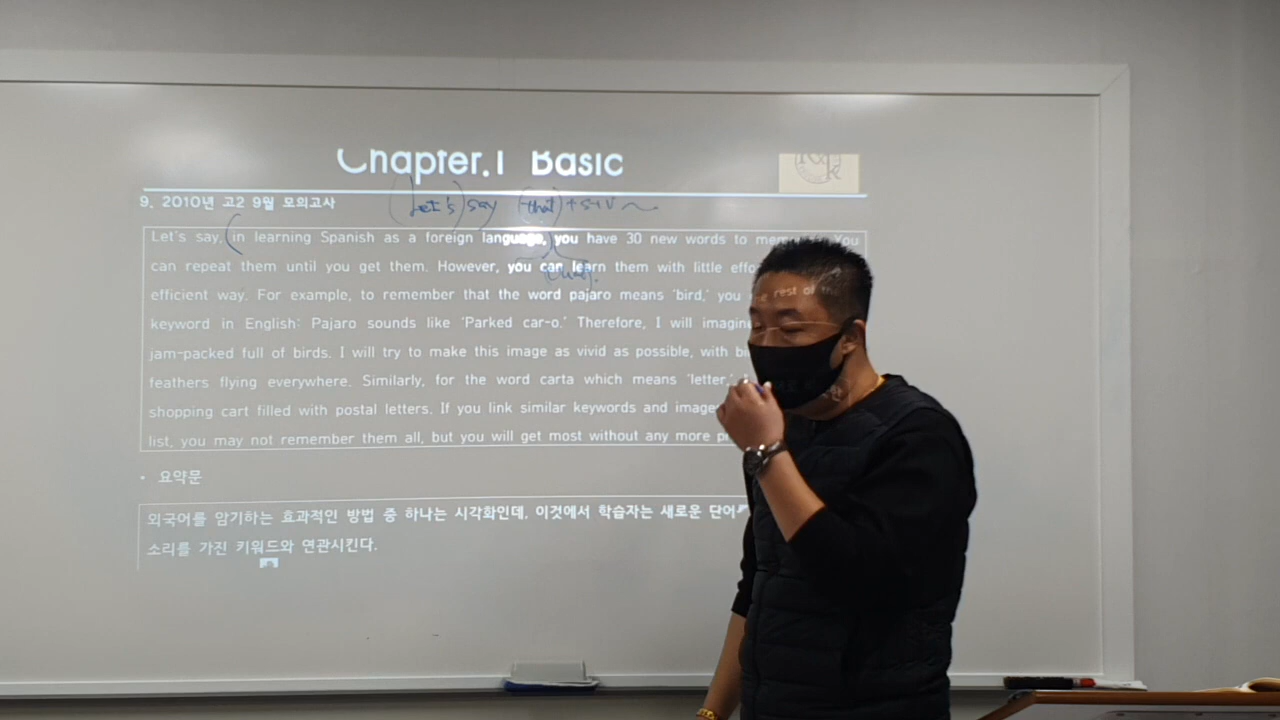 Chapter.1 Basic
9. 2010년 고2 9월 모의고사
(Let's) say (that) + S + V ~
Let's say, in learning Spanish as a foreign language, you have 30 new words to You
can repeat them until you get them. However, you can learn them with little
(that)
efficient way. For example, to remember that the word pajaro means 'bird,' you rest of
keyword in English: Pajaro sounds like 'Parked car-o.' Therefore, I will
jam-packed full of birds. I will try to make this image as vivid as possible, with
feathers flying everywhere. Similarly, for the word carta which means 'letter,'
shopping cart filled with postal letters. If you link similar keywords and
list, you may not remember them all, but you will get most without any more
• 요약문
외국어를 암기하는 효과적인 방법 중 하나는 시각화인데, 이것에서 학습자는 새로운 단어
소리를 가진 키워드와 연관시킨다.